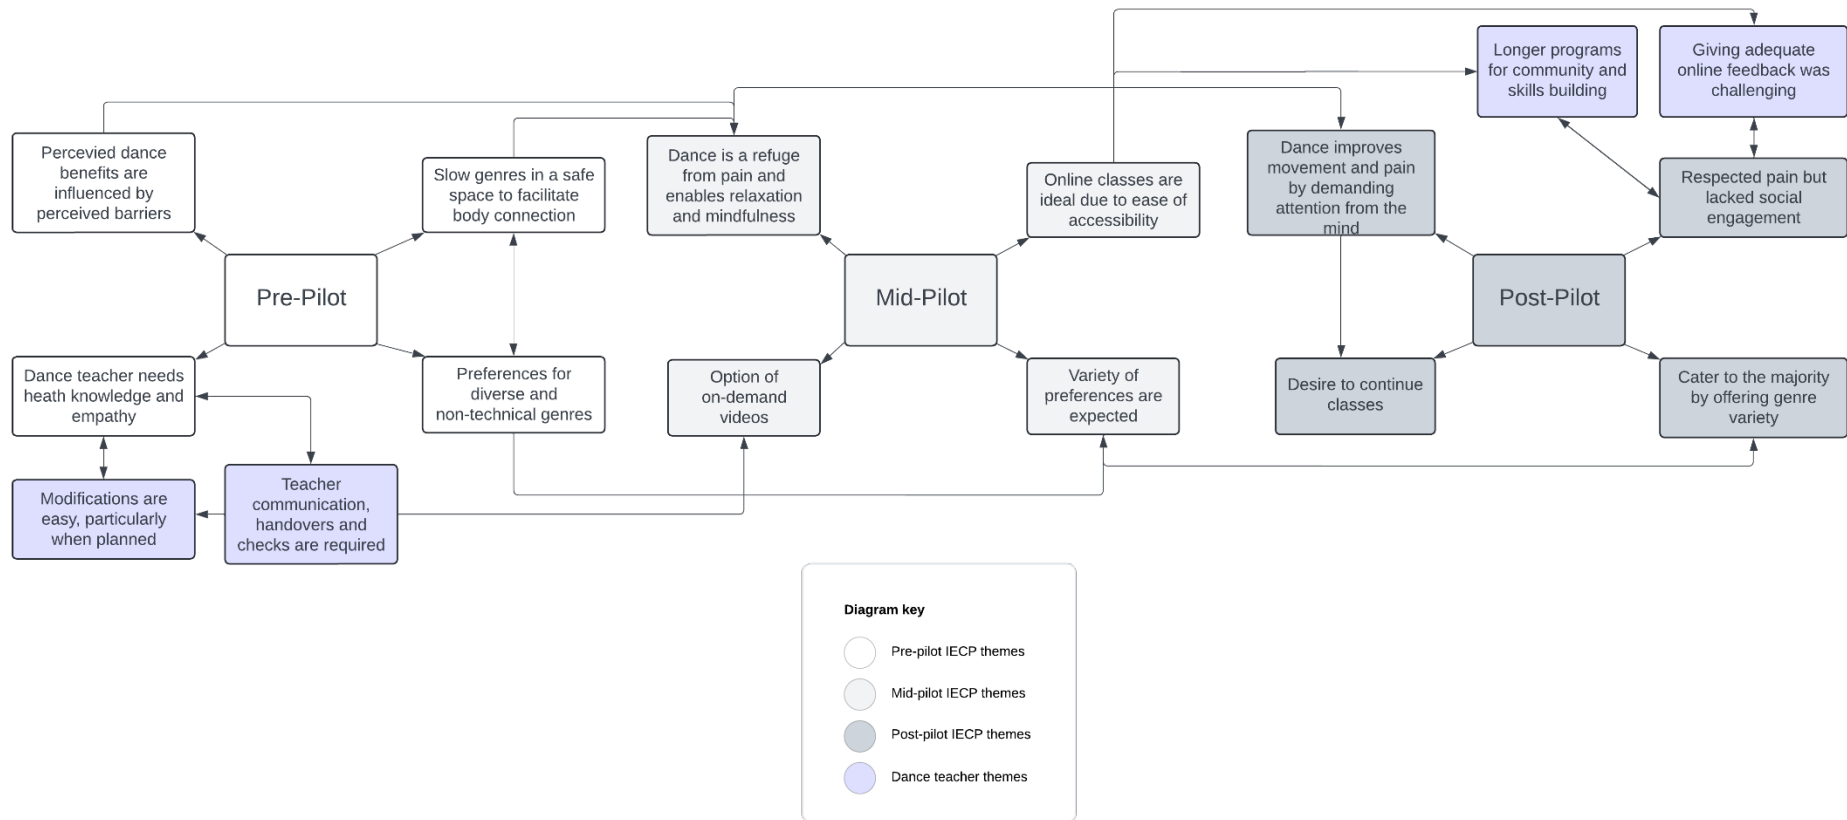 Longer programs
for community and
skills building
Giving adequate
online feedback was
challenging
Percevied dance
benefits are
influenced by
perceived barriers
Slow genres in a safe
space to facilitate
body connection
Dance is a refuge
from pain and
enables relaxation
and mindfulness
Online classes are
ideal due to ease of
accessibility
Dance improves
movement and pain
by demanding
attention from the
mind
Respected pain but
lacked social
engagement
Pre-Pilot
Mid-Pilot
Post-Pilot
Dance teacher needs
heath knowledge and
empathy
Preferences for
diverse and
non-technical genres
Option of
on-demand
videos
Variety of
preferences are
expected
Desire to continue
classes
Cater to the majority
by offering genre
variety
Modifications are
easy, particularly
when planned
Teacher
communication,
handovers and
checks are required
Diagram key
Pre-pilot IECP themes
Mid-pilot IECP themes
Post-pilot IECP themes
Dance teacher themes